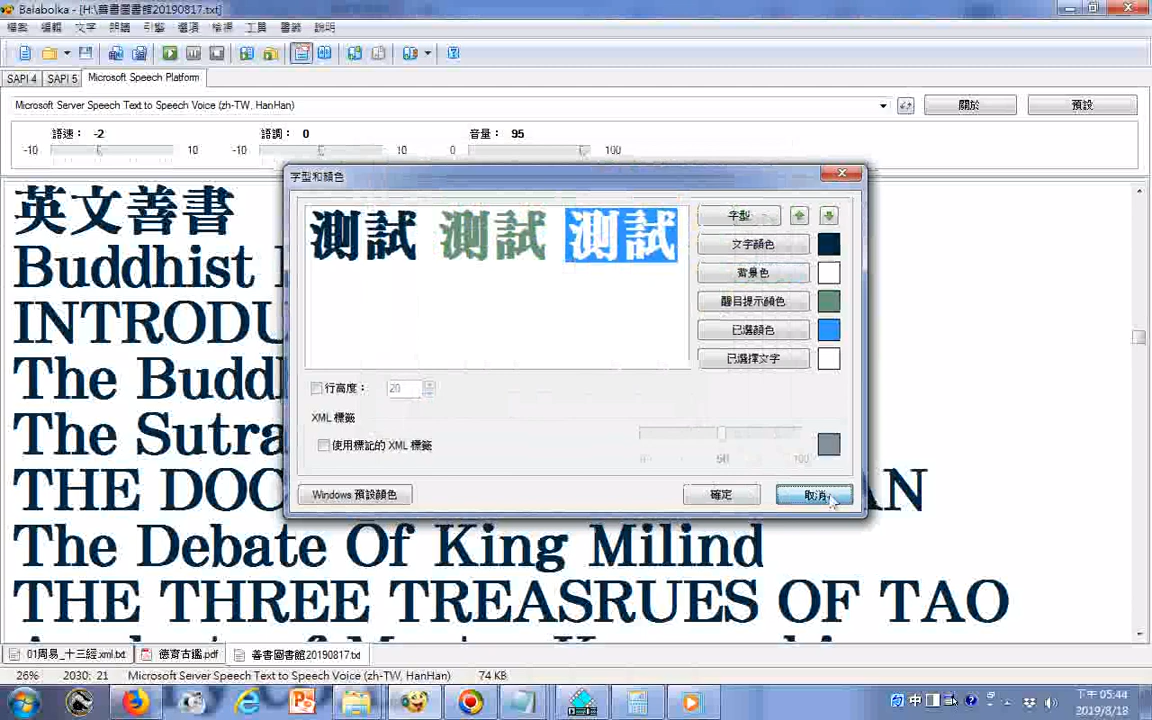 Balabolka - [H:\善書圖書館20190817.txt]
檔案 編輯 文字 朗讀 引擎 選項 檢視 工具 書籤 說明
SAPI 4 SAPI 5 Microsoft Speech Platform
Microsoft Server Speech Text to Speech Voice (zh-TW, HanHan) 關於 預設
語速： -2 語調： 0 音量： 95
-10 10 -10 10 0 100
字型和顏色
英文善書
測試 測試 測試
字型
文字顏色
Buddhist
背景色
INTRODU
醒目提示顏色
已選顏色
已選擇文字
The Budd
行高度： 20
XML 標籤
The Sutra
使用標記的 XML 標籤
0 50 100
THE DOC AN
Windows 預設顏色 確定 取消
The Debate Of King Milind
THE THREE TREASRUES OF TAO
01周易_十三經.xml.txt 德育古鑑.pdf 善書圖書館20190817.txt
26% 2030; 21 Microsoft Server Speech Text to Speech Voice (zh-TW, HanHan) 74 KB
中
下午 05:44
2019/8/18